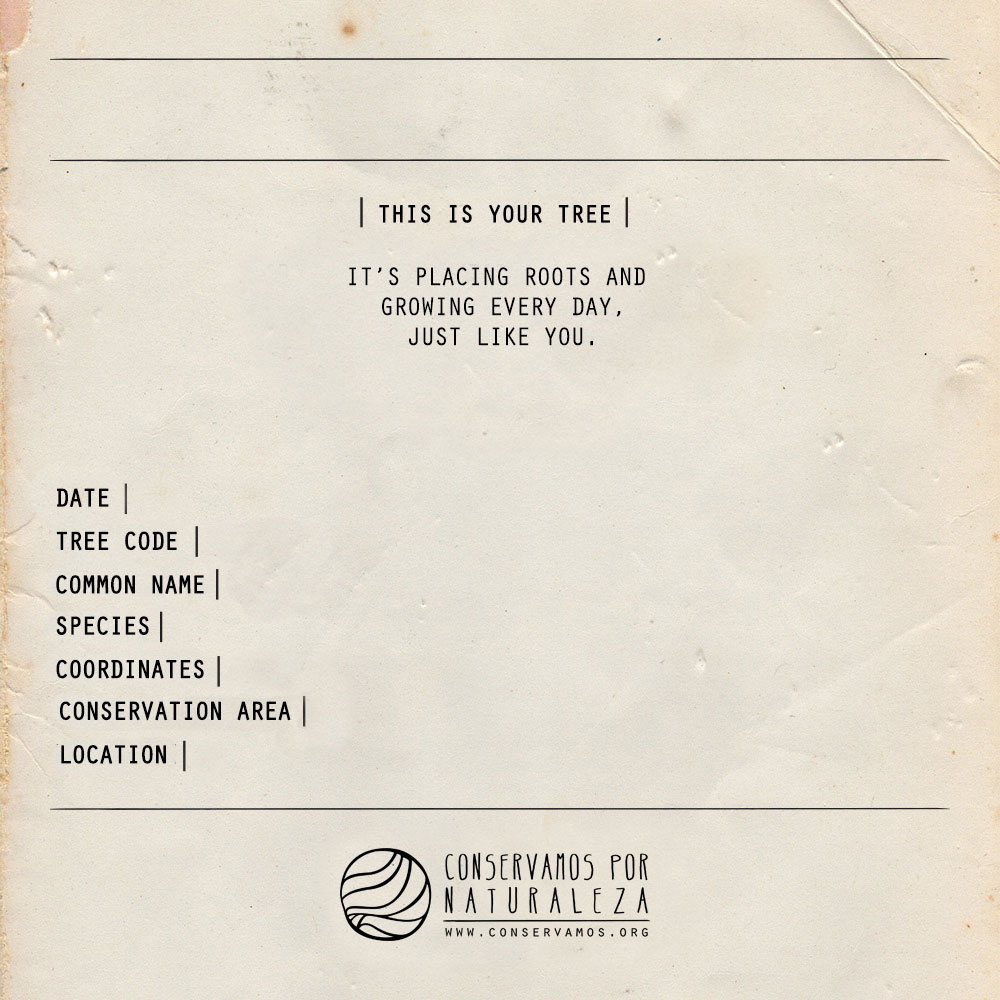 | THIS IS YOUR TREE |
IT'S PLACING ROOTS AND
GROWING EVERY DAY,
JUST LIKE YOU.
DATE |
TREE CODE |
COMMON NAME |
SPECIES |
COORDINATES |
CONSERVATION AREA |
LOCATION |
CONSERVAMOS POR
NATURALEZA
WWW.CONSERVAMOS.ORG